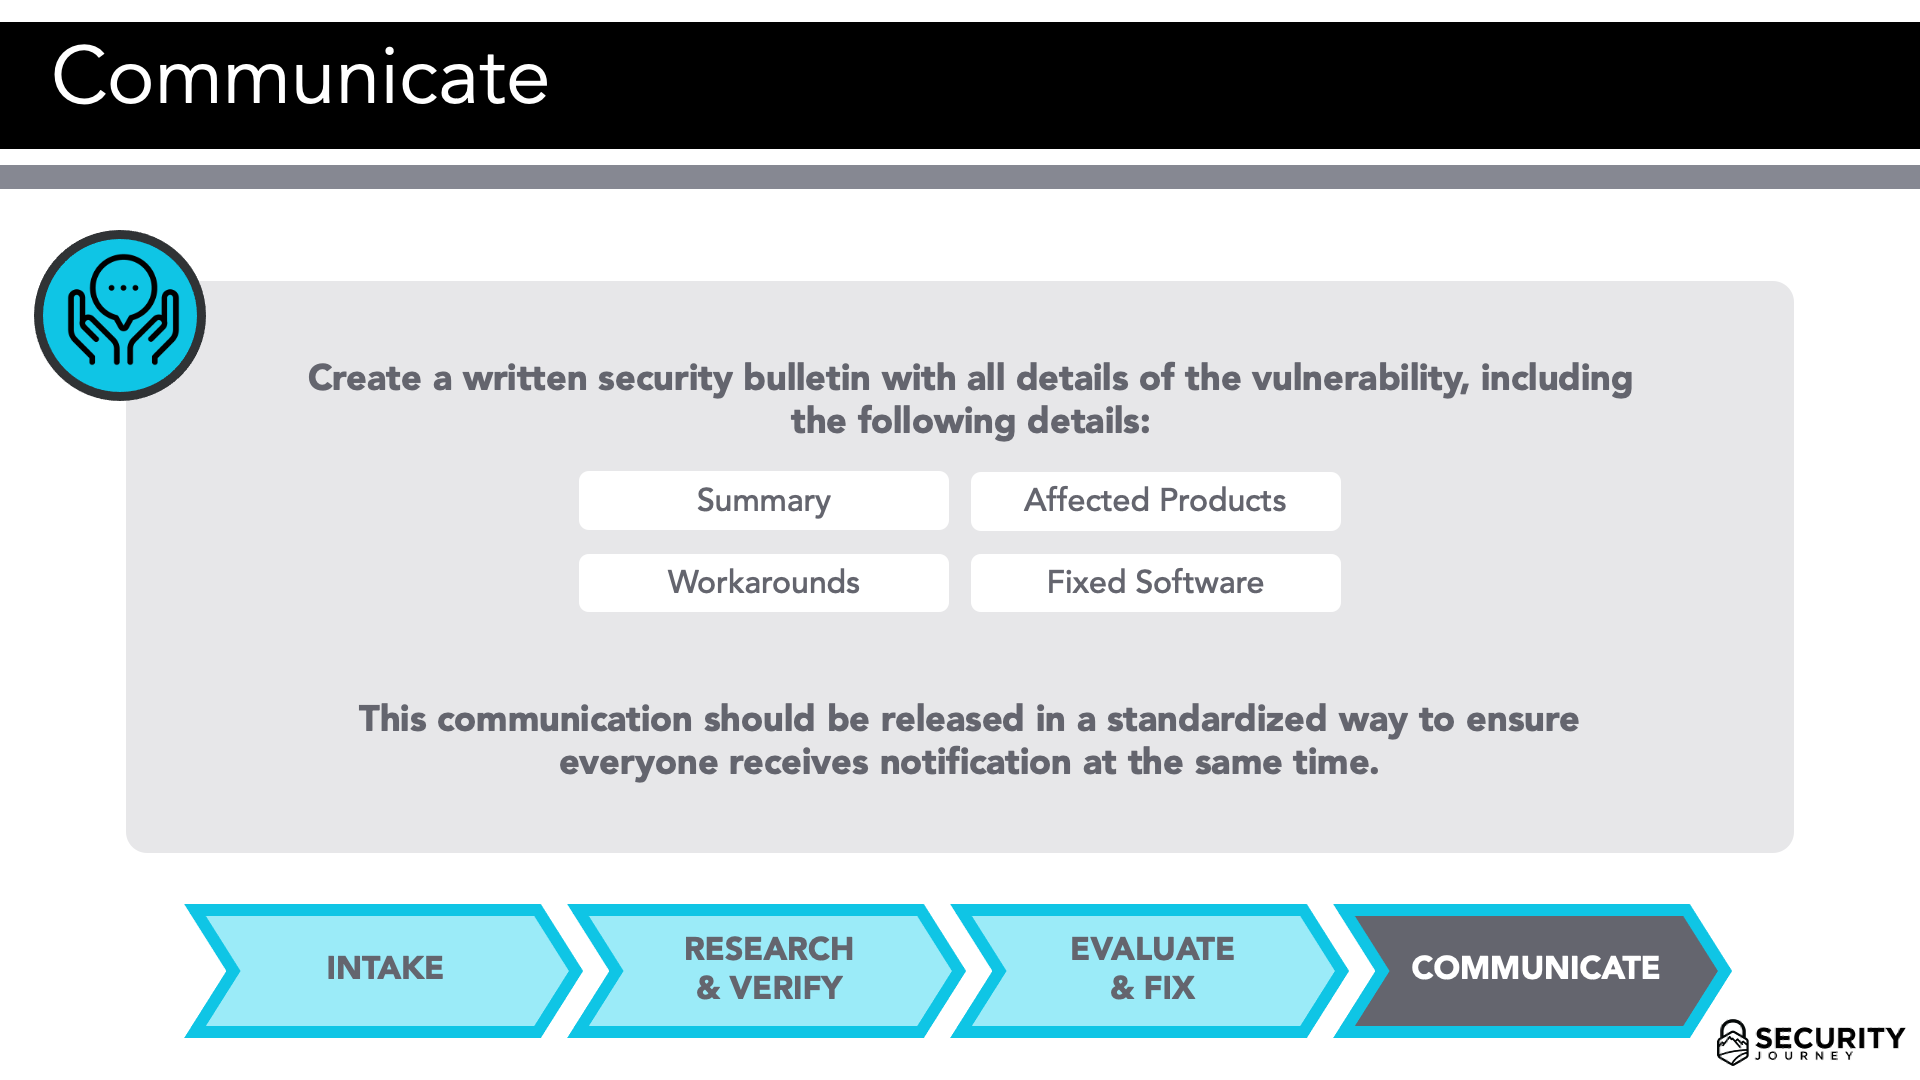 Communicate
Create a written security bulletin with all details of the vulnerability, including
the following details:
Summary
Affected Products
Workarounds
Fixed Software
This communication should be released in a standardized way to ensure
everyone receives notification at the same time.
INTAKE
RESEARCH
& VERIFY
EVALUATE
& FIX
COMMUNICATE
SECURITY
JOURNEY